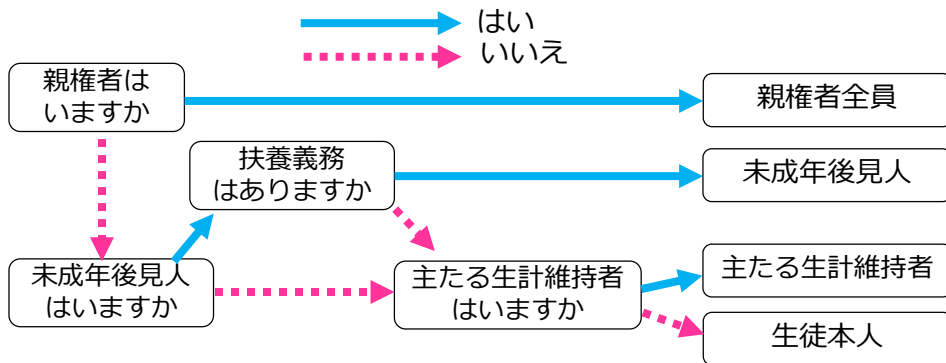 はい
いいえ
親権者は
いますか
親権者全員
扶養義務
はありますか
未成年後見人
未成年後見人
はいますか
主たる生計維持者
はいますか
主たる生計維持者
生徒本人